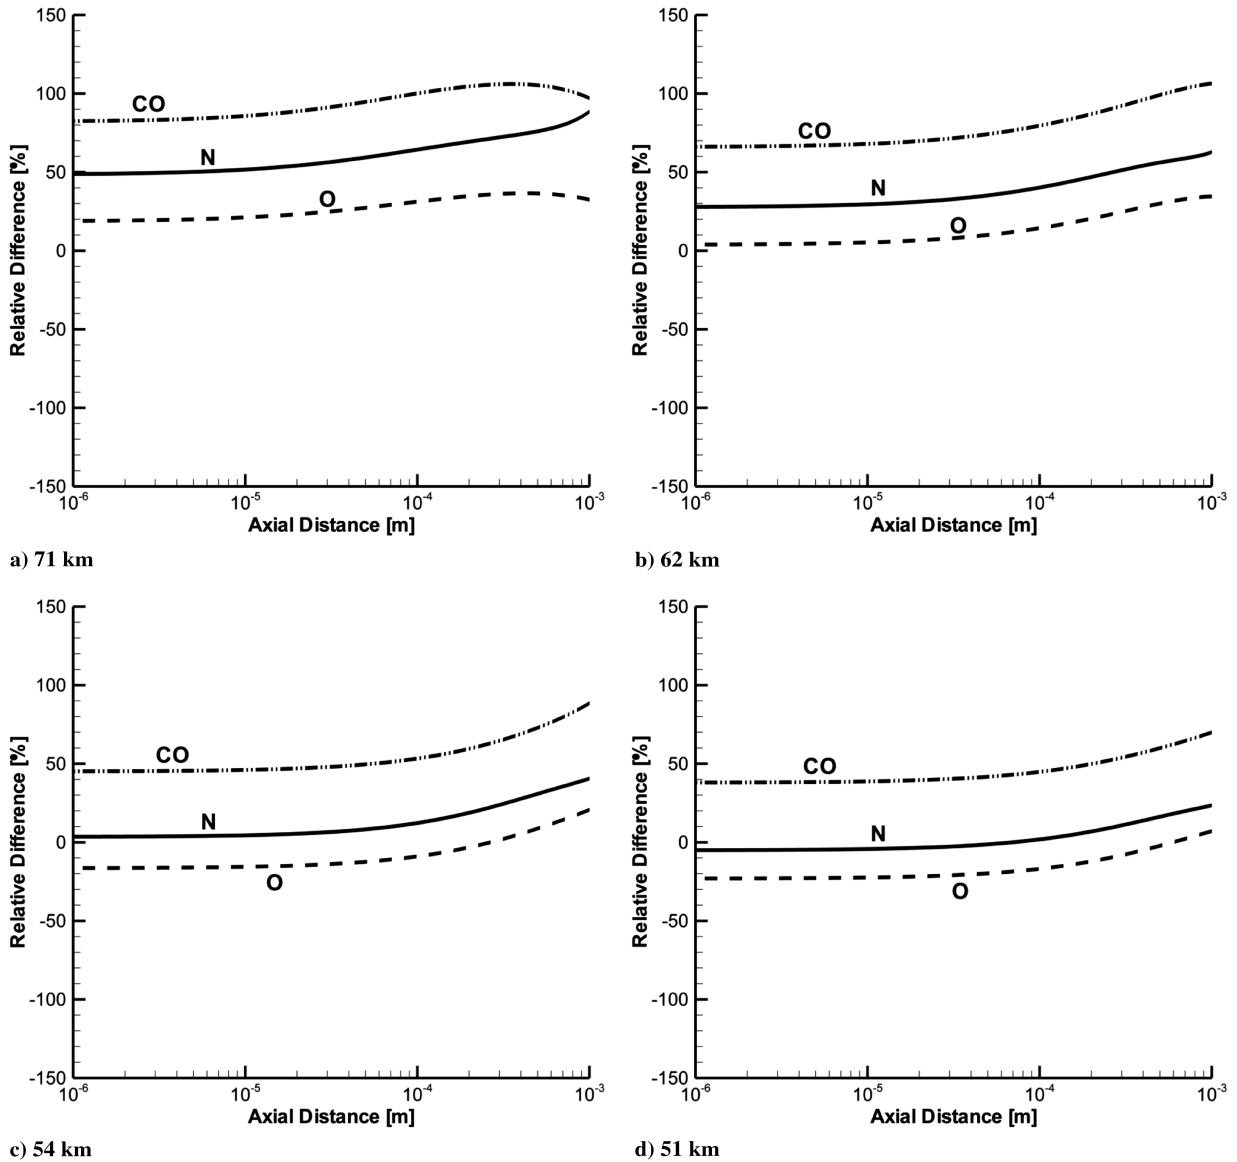 150
100
50
0
-50
-100
-150
Relative Difference [%]
CO
N
O
10-6 10-5 10-4 10-3
Axial Distance [m]
a) 71 km
150
100
50
0
-50
-100
-150
Relative Difference [%]
CO
N
O
10-6 10-5 10-4 10-3
Axial Distance [m]
b) 62 km
150
100
50
0
-50
-100
-150
Relative Difference [%]
CO
N
O
10-6 10-5 10-4 10-3
Axial Distance [m]
c) 54 km
150
100
50
0
-50
-100
-150
Relative Difference [%]
CO
N
O
10-6 10-5 10-4 10-3
Axial Distance [m]
d) 51 km